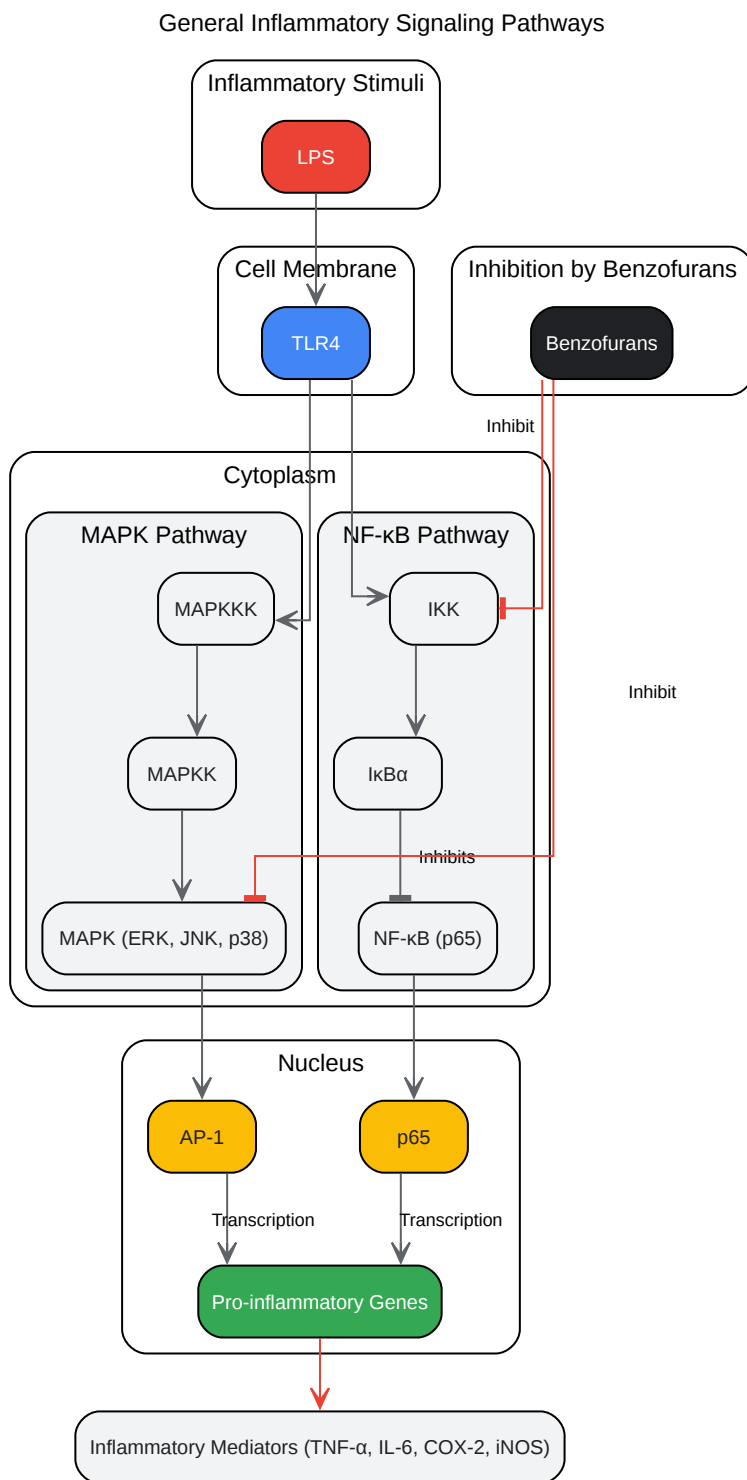 General Inflammatory Signaling Pathways
Inflammatory Stimuli
LPS
Cell Membrane
Inhibition by Benzofurans
TLR4
Benzofurans
Inhibit
Cytoplasm
MAPK Pathway
NF-κB Pathway
MAPKKK
IKK
Inhibit
MAPKK
IκBα
Inhibits
MAPK (ERK, JNK, p38)
NF-κB (p65)
Nucleus
AP-1
p65
Transcription
Transcription
Pro-inflammatory Genes
Inflammatory Mediators (TNF-α, IL-6, COX-2, iNOS)